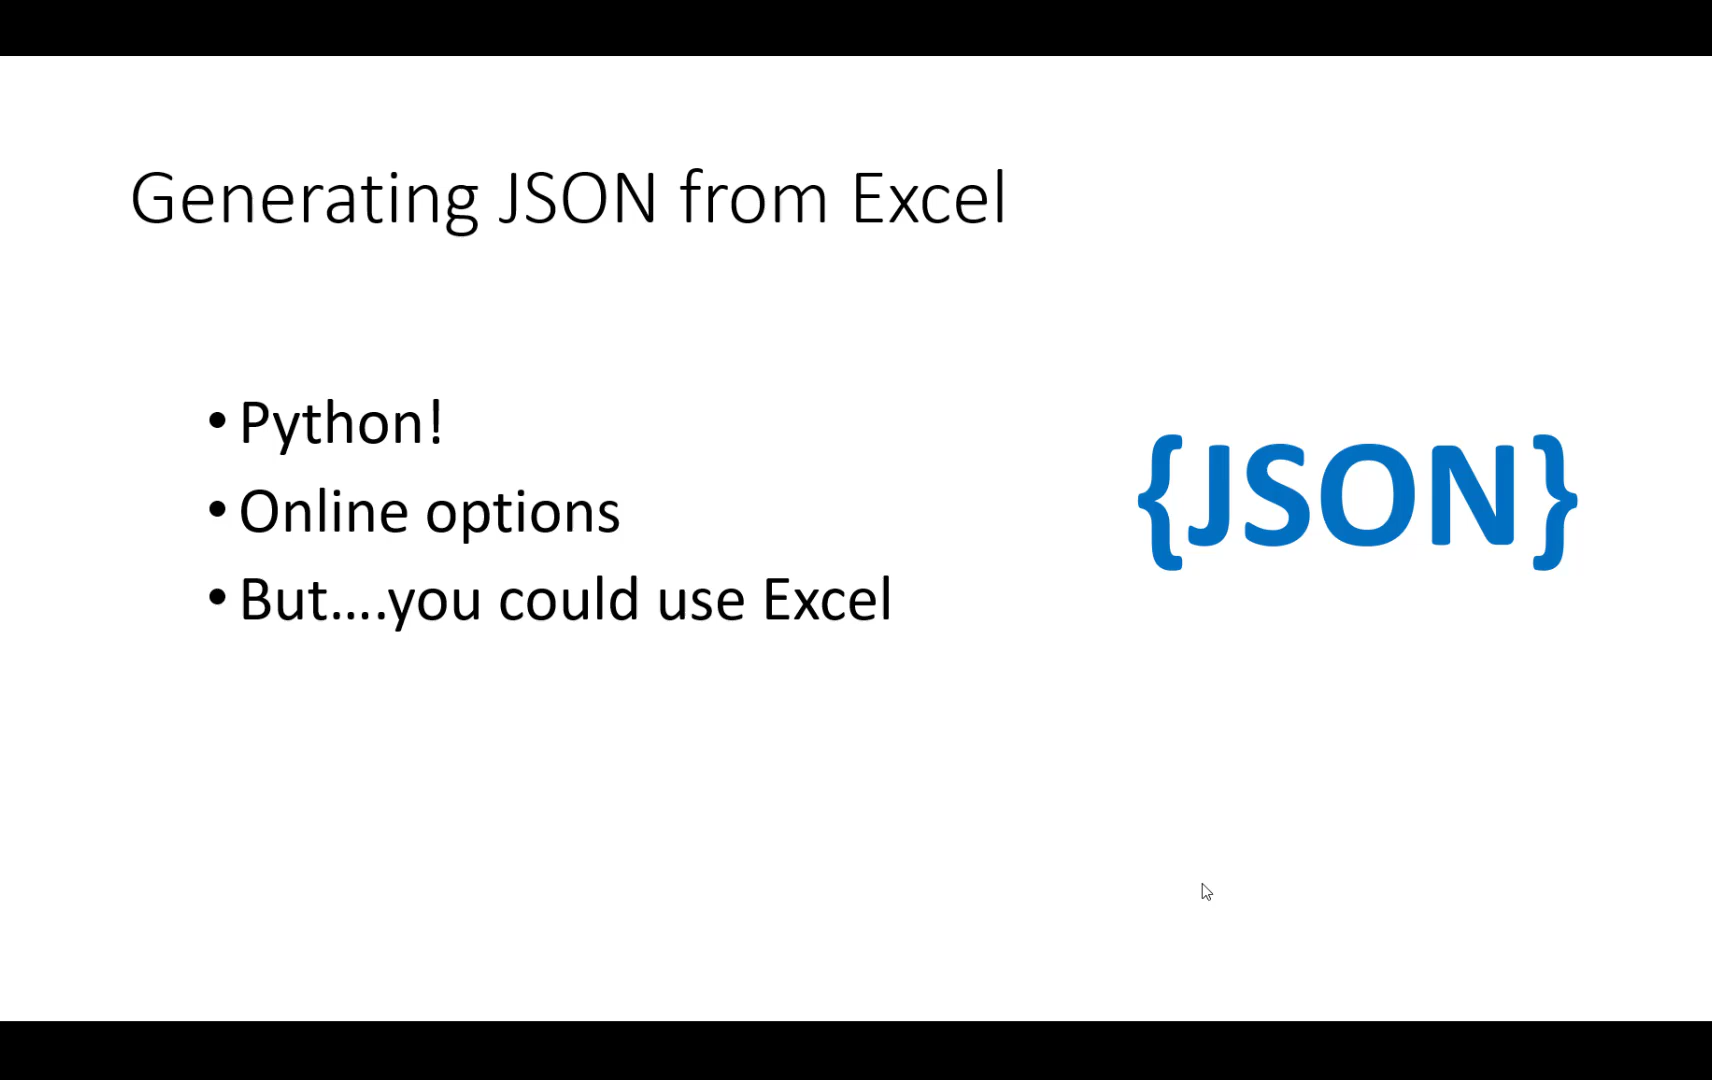 Generating JSON from Excel
• Python!
• Online options
• But....you could use Excel
{JSON}